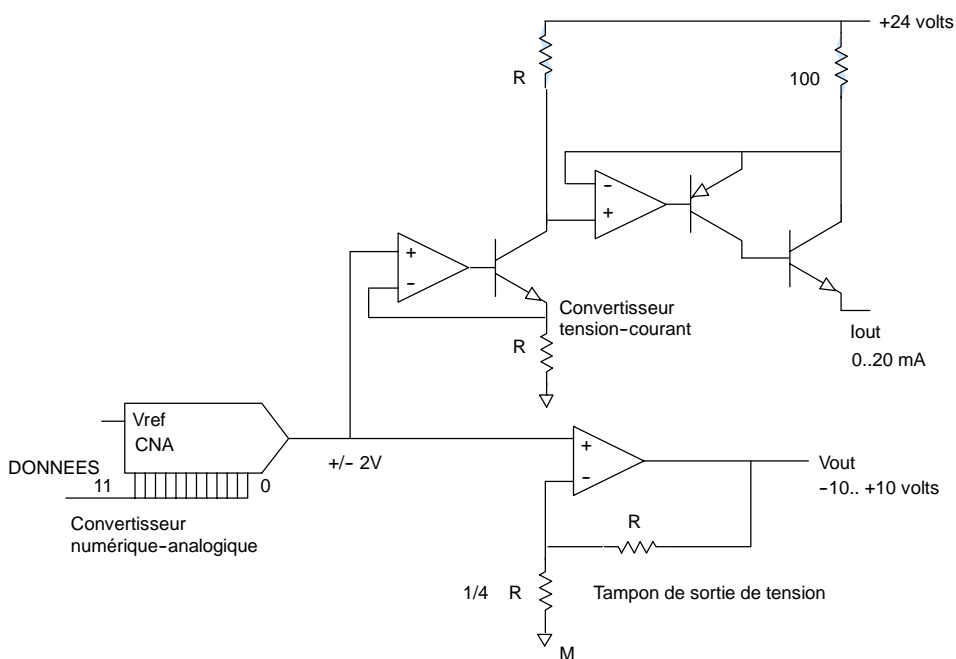 +24 volts
R
100
-
+
+
-
Convertisseur
tension-courant
R
Iout
0..20 mA
Vref
CNA
+
-
+/- 2V
Vout
-10.. +10 volts
DONNEES
11
0
Convertisseur
numérique-analogique
R
1/4 R
Tampon de sortie de tension
M